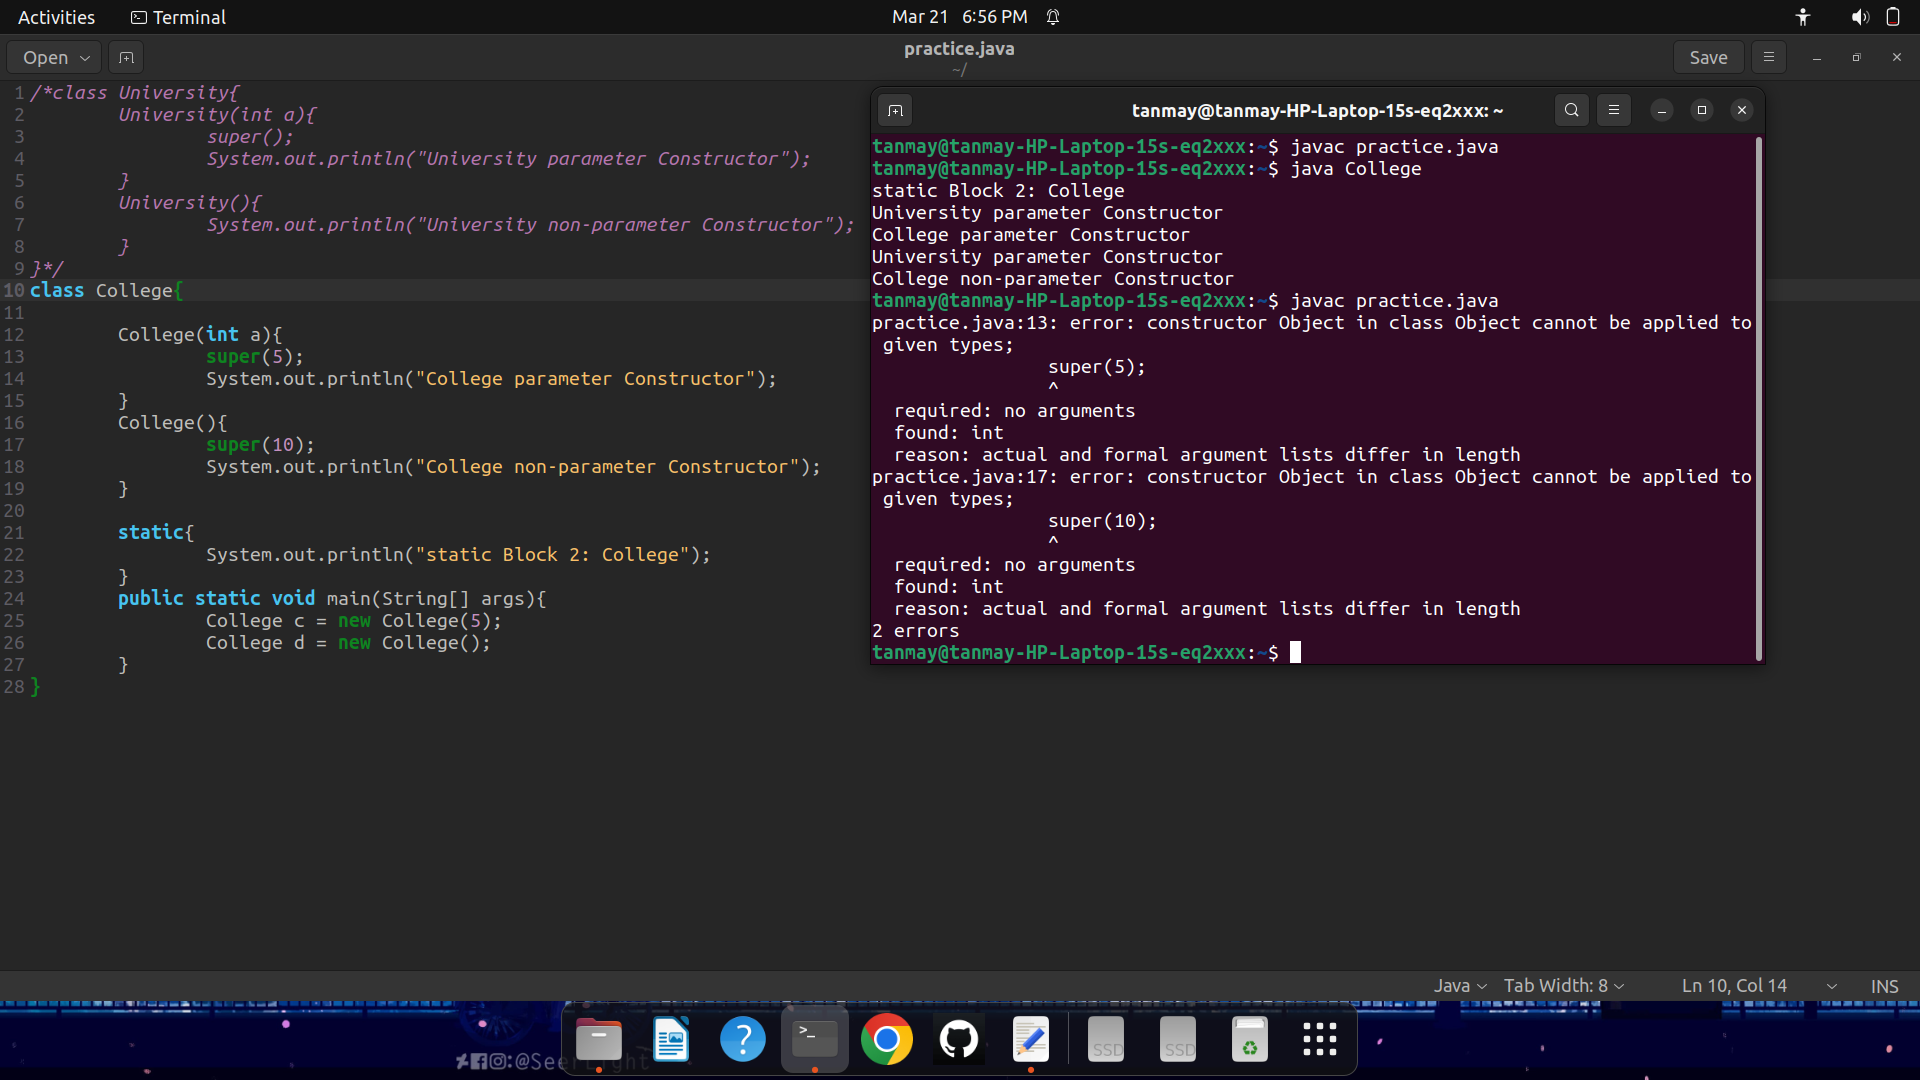 Activities
Terminal
Mar 21 6:56 PM
Open
practice.java
~/
Save
1 /*class University{
2 University(int a){
3 super();
4 System.out.println("University parameter Constructor");
5 }
6 University(){
7 System.out.println("University non-parameter Constructor");
8 }
9 }*/
10 class College{
11
12 College(int a){
13 super(5);
14 System.out.println("College parameter Constructor");
15 }
16 College(){
17 super(10);
18 System.out.println("College non-parameter Constructor");
19 }
20
21 static{
22 System.out.println("static Block 2: College");
23 }
24 public static void main(String[] args){
25 College c = new College(5);
26 College d = new College();
27 }
28 }
tanmay@tanmay-HP-Laptop-15s-eq2xxx: ~
tanmay@tanmay-HP-Laptop-15s-eq2xxx:~$ javac practice.java
tanmay@tanmay-HP-Laptop-15s-eq2xxx:~$ java College
static Block 2: College
University parameter Constructor
College parameter Constructor
University parameter Constructor
College non-parameter Constructor
tanmay@tanmay-HP-Laptop-15s-eq2xxx:~$ javac practice.java
practice.java:13: error: constructor Object in class Object cannot be applied to
given types;
super(5);
^
required: no arguments
found: int
reason: actual and formal argument lists differ in length
practice.java:17: error: constructor Object in class Object cannot be applied to
given types;
super(10);
^
required: no arguments
found: int
reason: actual and formal argument lists differ in length
2 errors
tanmay@tanmay-HP-Laptop-15s-eq2xxx:~$
Java
Tab Width: 8
Ln 10, Col 14
INS
>_
?
SSD
SSD
:@SeerLight